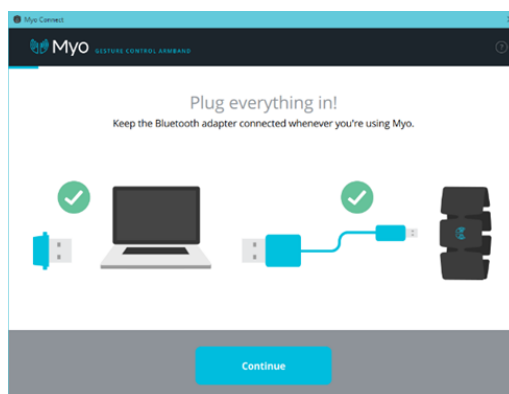 Myo Connect
Myo GESTURE CONTROL ARMBAND
?
Plug everything in!
Keep the Bluetooth adapter connected whenever you're using Myo.
Continue